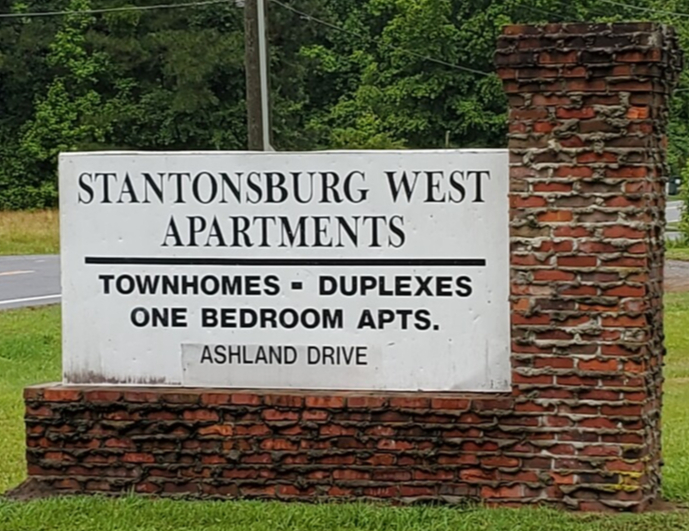 STANTONSBURG WEST
APARTMENTS
TOWNHOMES - DUPLEXES
ONE BEDROOM APTS.
ASHLAND DRIVE